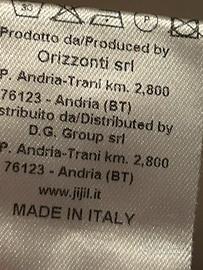 Prodotto da/Produced by
Orizzonti srl
P. Andria-Trani km. 2,800
76123 - Andria (BT)
stribuito da/Distributed by
D.G. Group srl
P. Andria-Trani km. 2,800
76123 - Andria (BT)
www.jijil.it
MADE IN ITALY